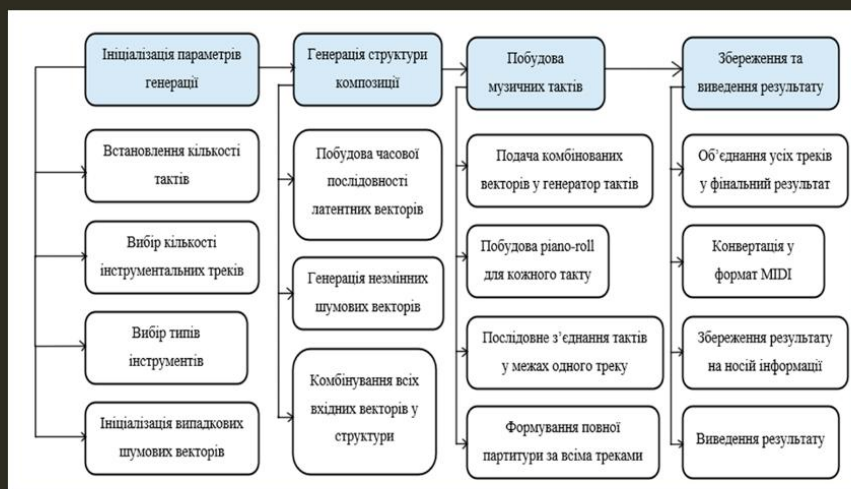 Ініціалізація параметрів
генерації
Встановлення кількості
тактів
Вибір кількості
інструментальних треків
Вибір типів
інструментів
Ініціалізація випадкових
шумових векторів
Генерація структури
композиції
Побудова часової
послідовності
латентних векторів
Генерація незмінних
шумових векторів
Комбінування всіх
вхідних векторів у
структури
Побудова
музичних тактів
Подача комбінованих
векторів у генератор тактів
Побудова piano-roll
для кожного такту
Послідовне з’єднання тактів
у межах одного треку
Формування повної
партитури за всіма треками
Збереження та
виведення результату
Об’єднання усіх треків
у фінальний результат
Конвертація у
формат MIDI
Збереження результату
на носій інформації
Виведення результату